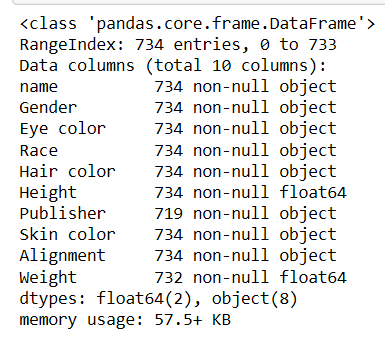 <class 'pandas.core.frame.DataFrame'>
RangeIndex: 734 entries, 0 to 733
Data columns (total 10 columns):
name          734 non-null object
Gender        734 non-null object
Eye color     734 non-null object
Race          734 non-null object
Hair color    734 non-null object
Height        734 non-null float64
Publisher     719 non-null object
Skin color    734 non-null object
Alignment     734 non-null object
Weight        732 non-null float64
dtypes: float64(2), object(8)
memory usage: 57.5+ KB